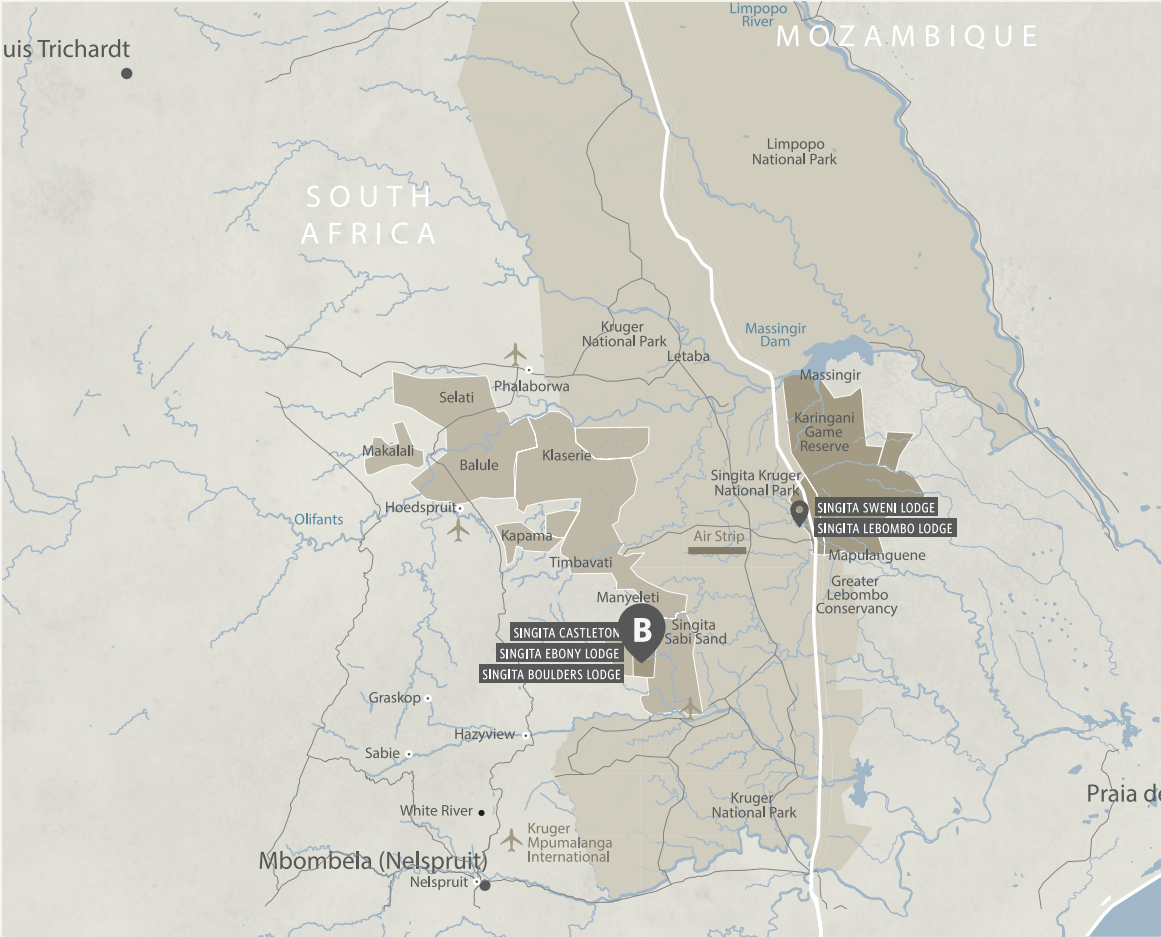 Limpopo
River
MOZAMBIQUE
uis Trichardt
Limpopo
National Park
SOUTH
AFRICA
Kruger
National Park
Massingir
Dam
Letaba
Massingir
Phalaborwa
Selati
Karingani
Game
Reserve
Makalali
Balule
Klaserie
Singita Kruger
National Park
Hoedspruit
SINGITA SWENI LODGE
Olifants
SINGITA LEBOMBO LODGE
Kapama
Air Strip
Mapulanguene
Timbavati
Greater
Lebombo
Conservancy
Manyeleti
Singita
Sabi Sand
B
SINGITA CASTLETON
SINGITA EBONY LODGE
SINGITA BOULDERS LODGE
Graskop
Hazyview
Sabie
Kruger
National Park
Praia de
White River
Kruger
Mpumalanga
International
Mbombela (Nelspruit)
Nelspruit